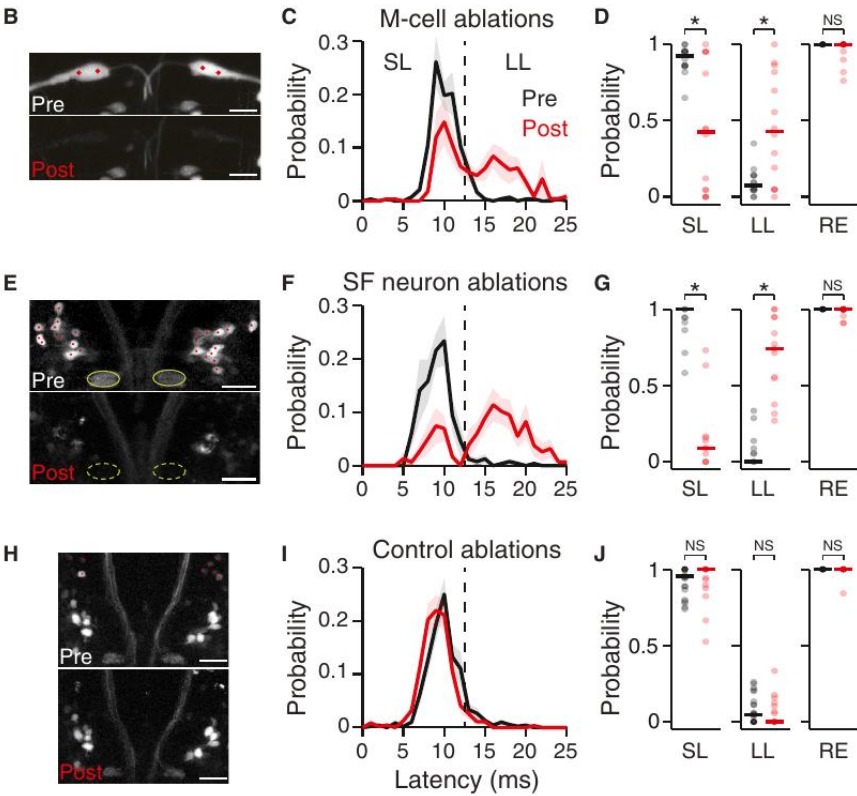 B
Pre
Post
C
M-cell ablations
Probability
0.3
0.2
0.1
0
SL
LL
Pre
Post
0 5 10 15 20 25
D
Probability
1
0.5
0
*
*
NS
SL
LL
RE
E
Pre
Post
F
SF neuron ablations
Probability
0.3
0.2
0.1
0
0 5 10 15 20 25
G
Probability
1
0.5
0
*
*
NS
SL
LL
RE
H
Pre
Post
I
Control ablations
Probability
0.3
0.2
0.1
0
0 5 10 15 20 25
Latency (ms)
J
Probability
1
0.5
0
NS
NS
NS
SL
LL
RE